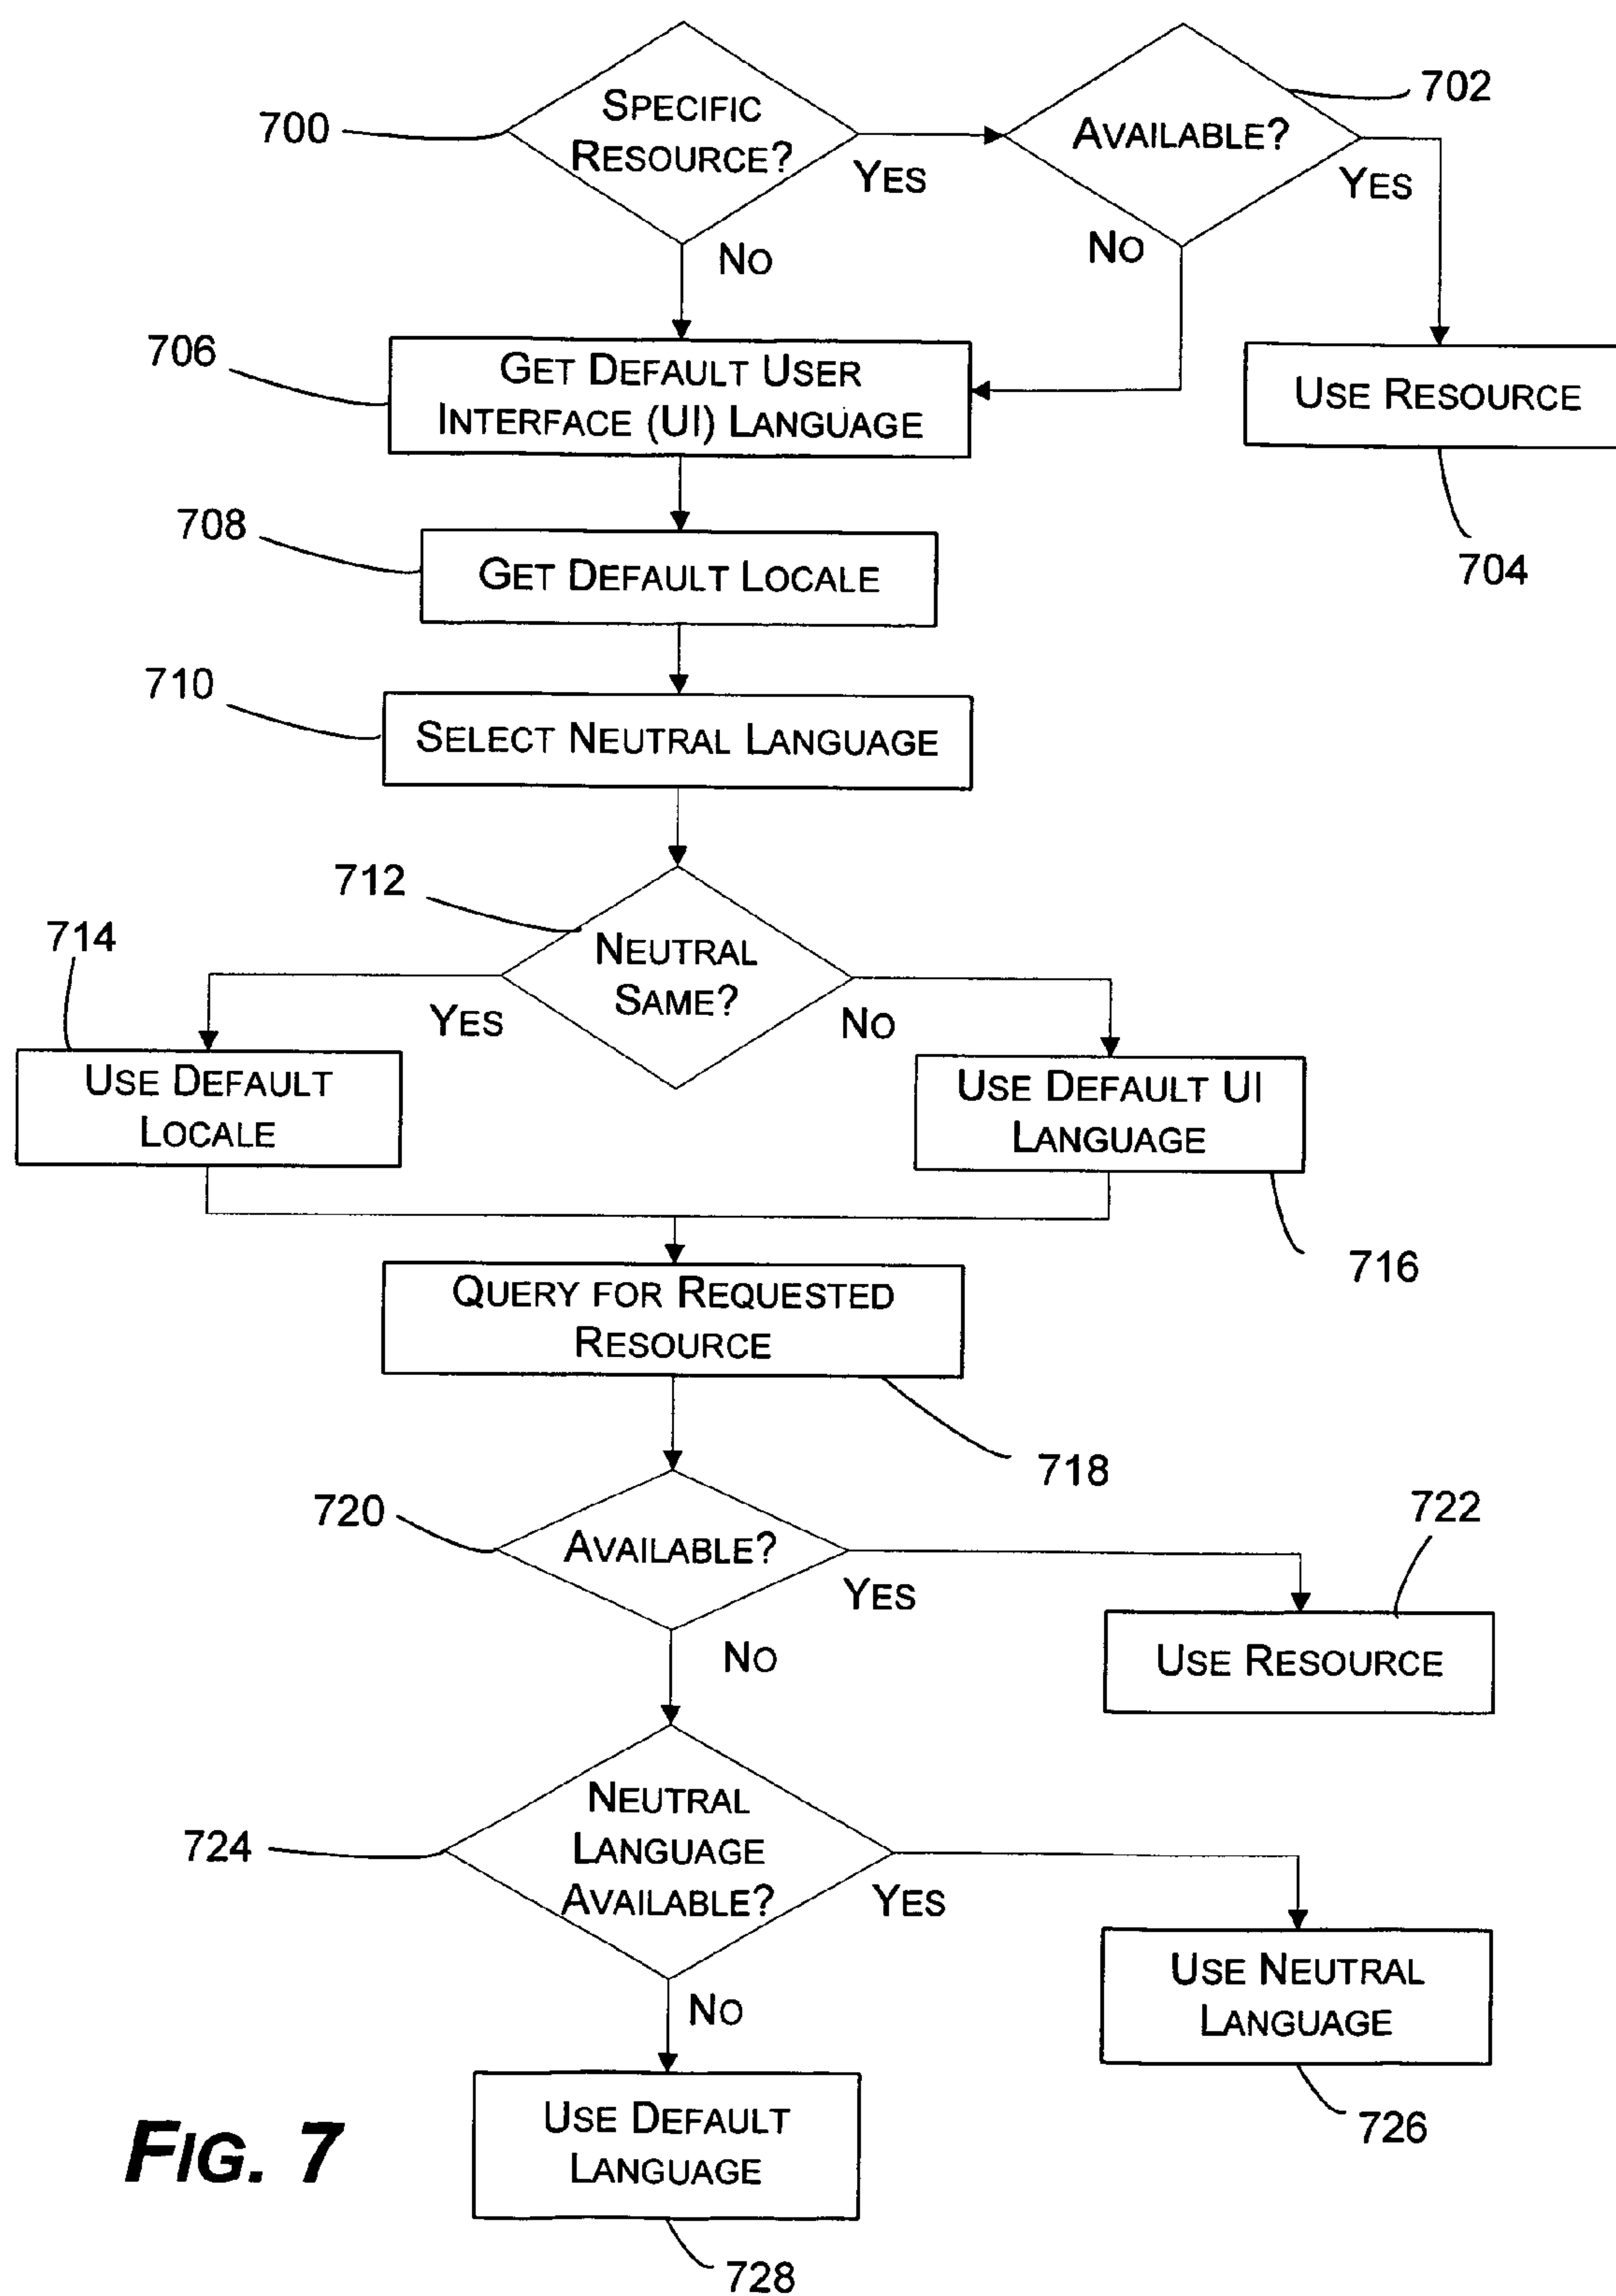 SPECIFIC
RESOURCE?
700
YES
NO
AVAILABLE?
702
YES
NO
706
GET DEFAULT USER
INTERFACE (UI) LANGUAGE
USE RESOURCE
704
708
GET DEFAULT LOCALE
710
SELECT NEUTRAL LANGUAGE
712
NEUTRAL
SAME?
YES
NO
714
USE DEFAULT
LOCALE
USE DEFAULT UI
LANGUAGE
716
QUERY FOR REQUESTED
RESOURCE
718
720
AVAILABLE?
YES
NO
722
USE RESOURCE
724
NEUTRAL
LANGUAGE
AVAILABLE?
YES
NO
USE NEUTRAL
LANGUAGE
726
USE DEFAULT
LANGUAGE
728
FIG. 7